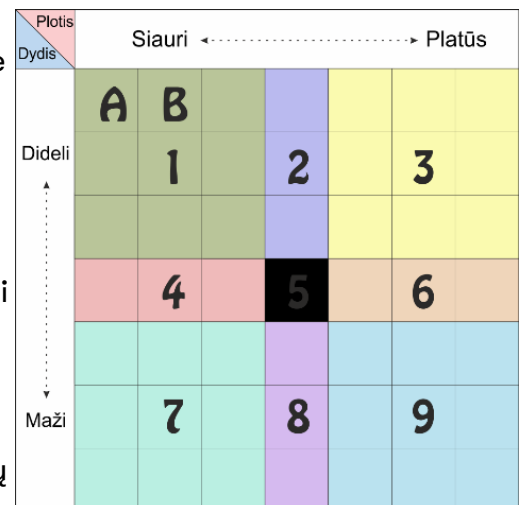 Plotis
Dydis
Siauri Platūs
A B
Dideli 1 2 3
4 5 6
Maži 7 8 9
e
i
ų